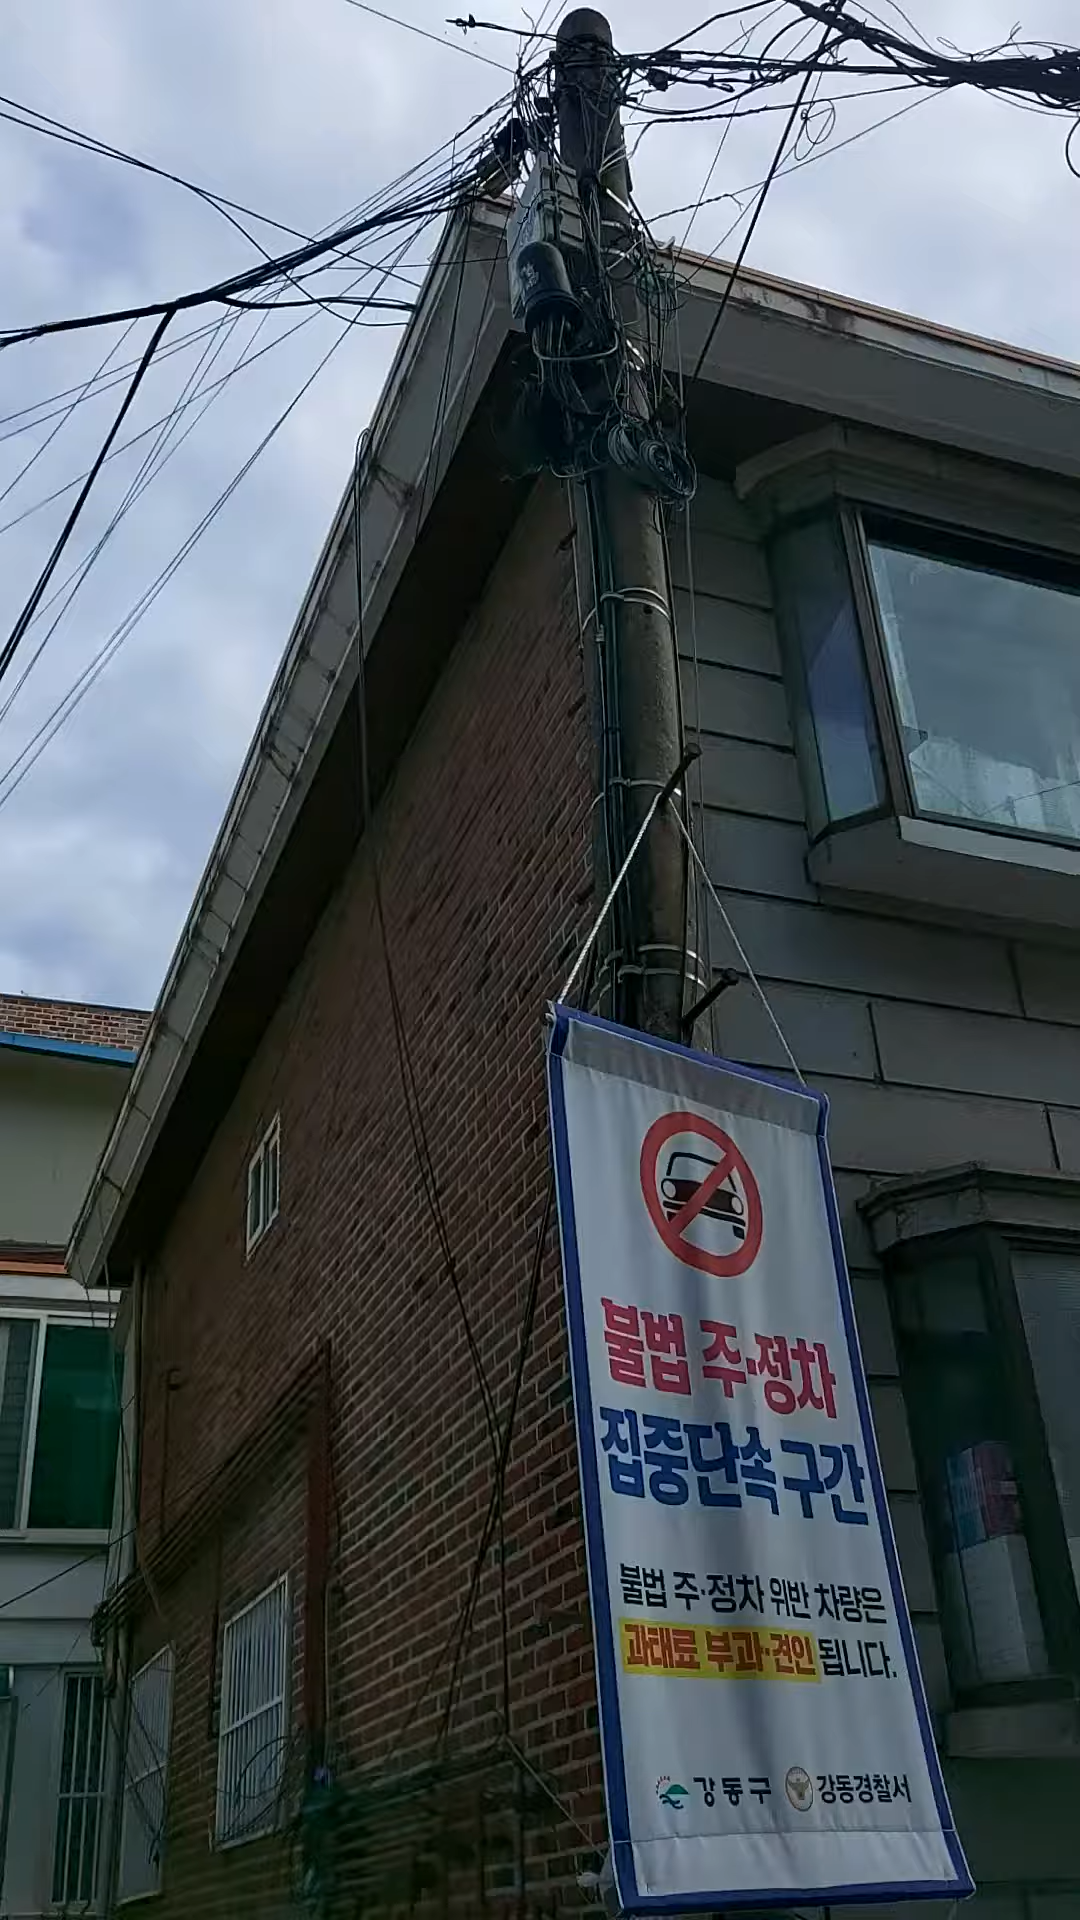 불법 주·정차
집중단속구간
불법 주·정차 위반 차량은
과태료 부과·견인 됩니다.
강동구 강동경찰서